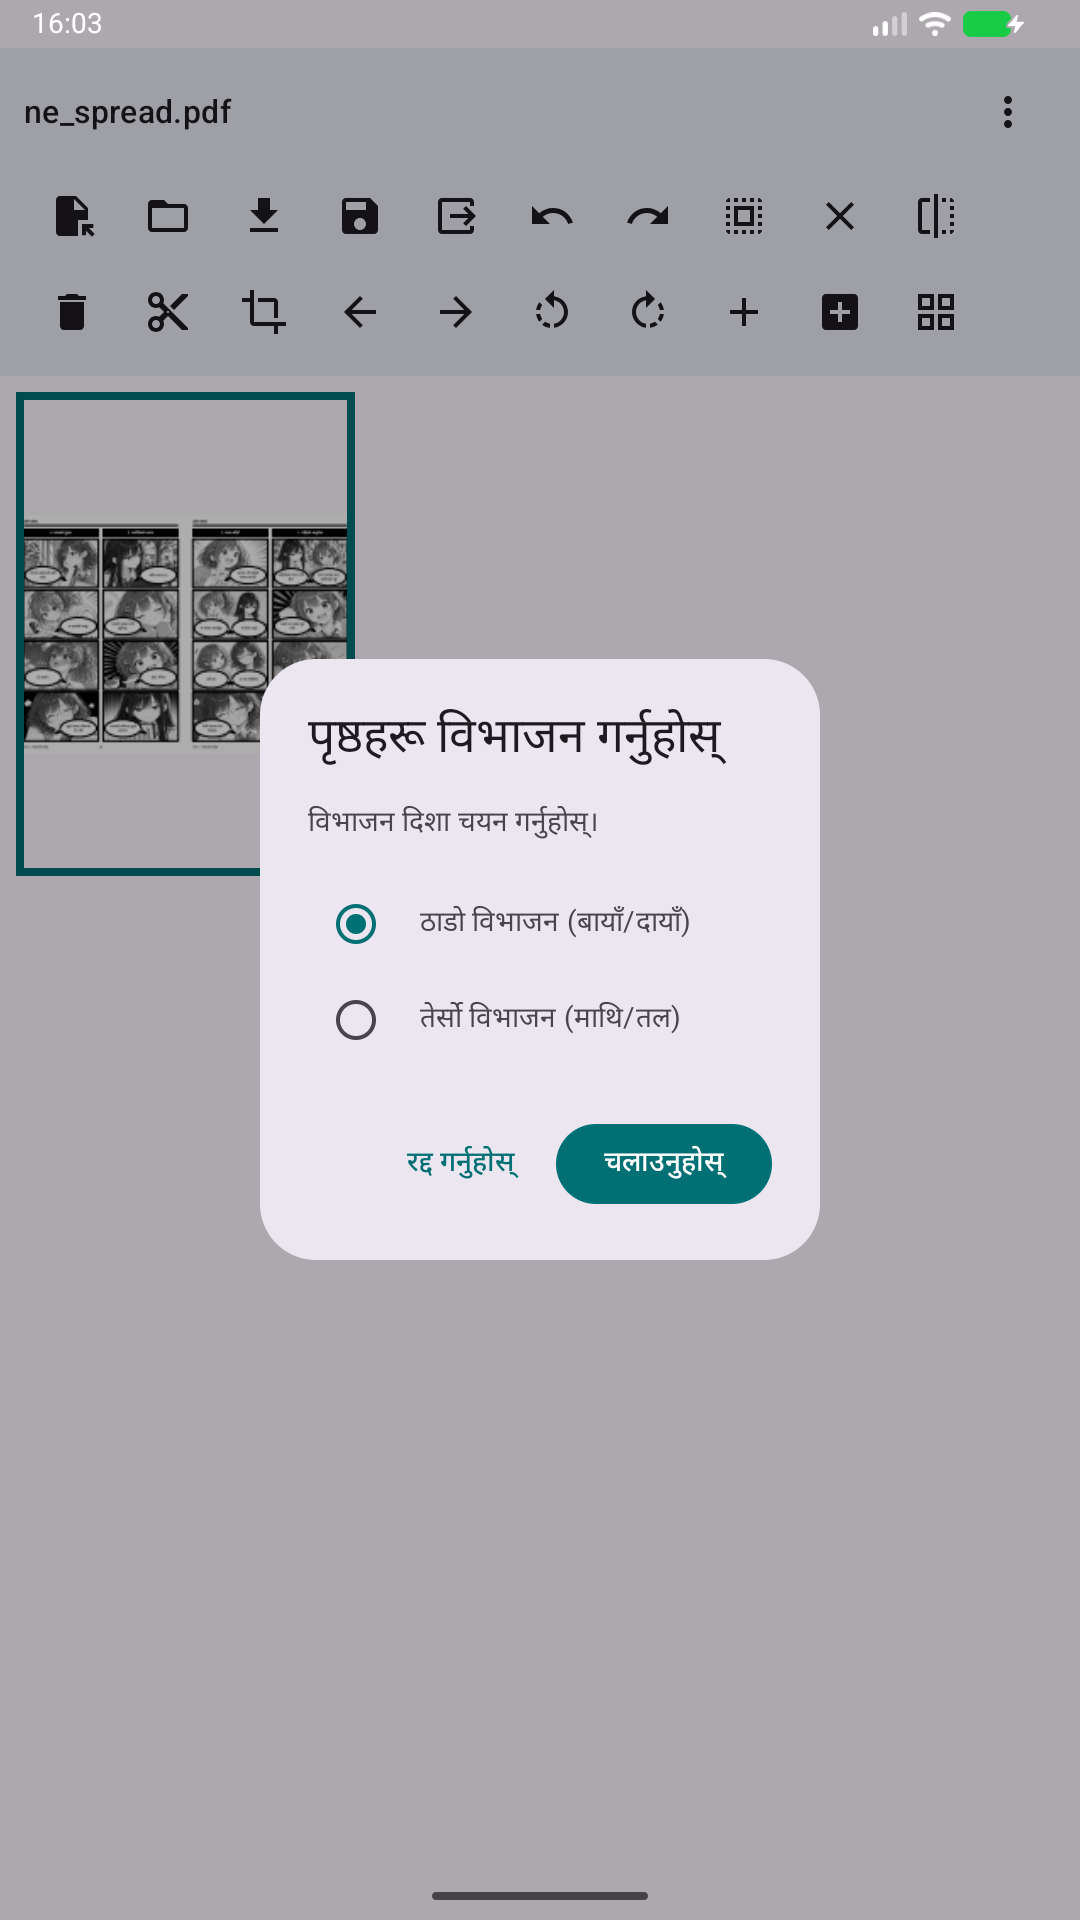 16:03
ne_spread.pdf
पृष्ठहरू विभाजन गर्नुहोस्
विभाजन दिशा चयन गर्नुहोस्।
ठाडो विभाजन (बायाँ/दायाँ)
तेर्सो विभाजन (माथि/तल)
रद्द गर्नुहोस्
चलाउनुहोस्